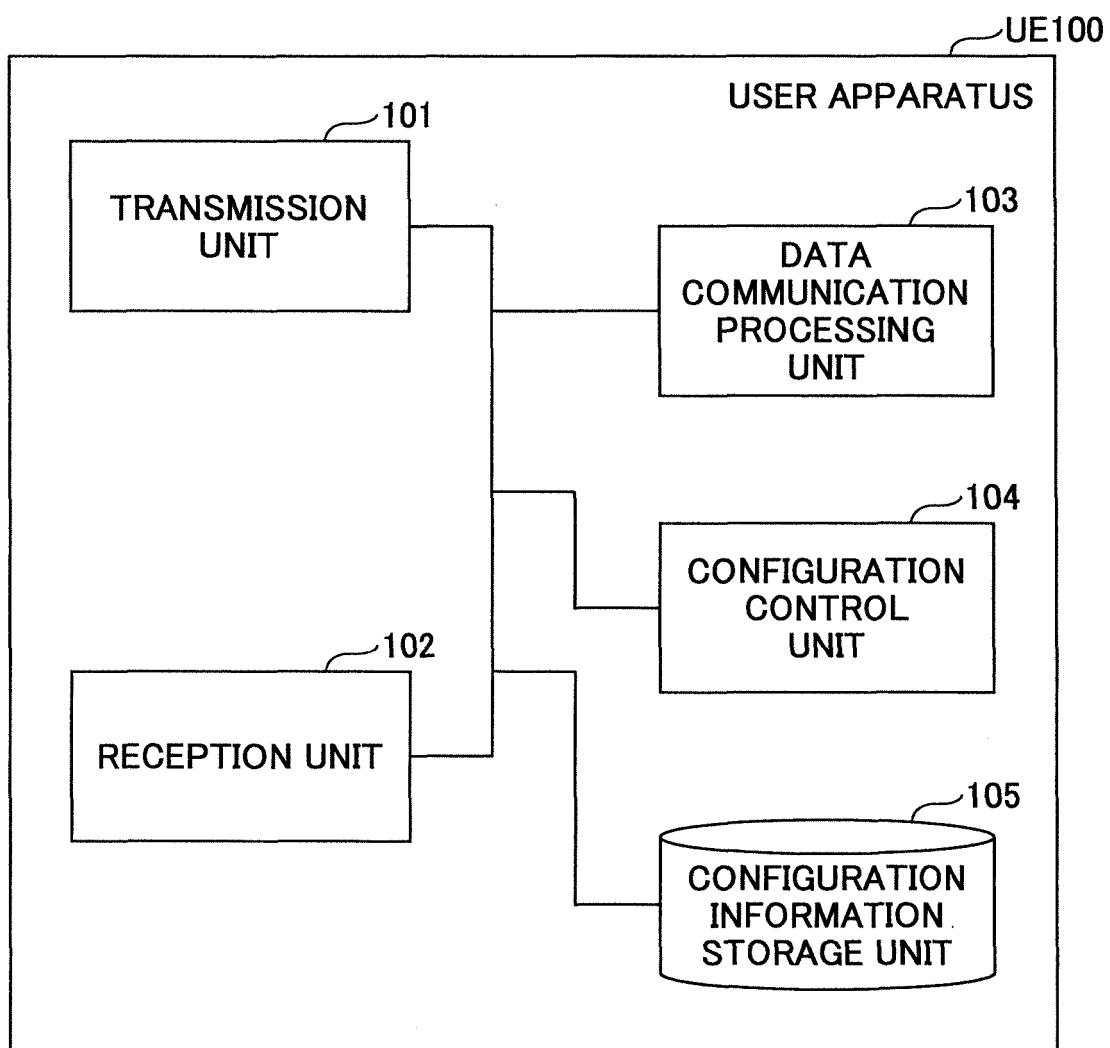 UE100
USER APPARATUS
101
TRANSMISSION
UNIT
103
DATA
COMMUNICATION
PROCESSING
UNIT
104
CONFIGURATION
CONTROL
UNIT
102
RECEPTION UNIT
105
CONFIGURATION
INFORMATION
STORAGE UNIT